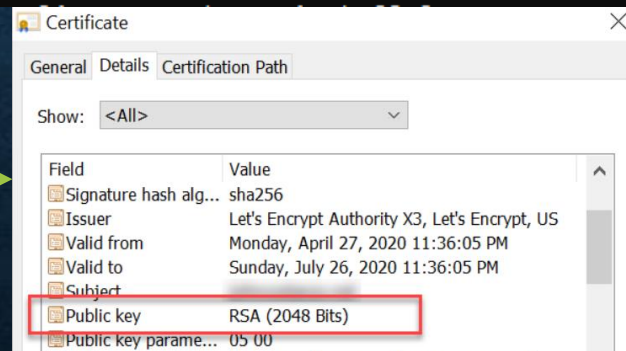 Certificate
General Details Certification Path
Show: <All>
Field Value
Signature hash alg... sha256
Issuer Let's Encrypt Authority X3, Let's Encrypt, US
Valid from Monday, April 27, 2020 11:36:05 PM
Valid to Sunday, July 26, 2020 11:36:05 PM
Subject
Public key RSA (2048 Bits)
Public key parame... 05 00